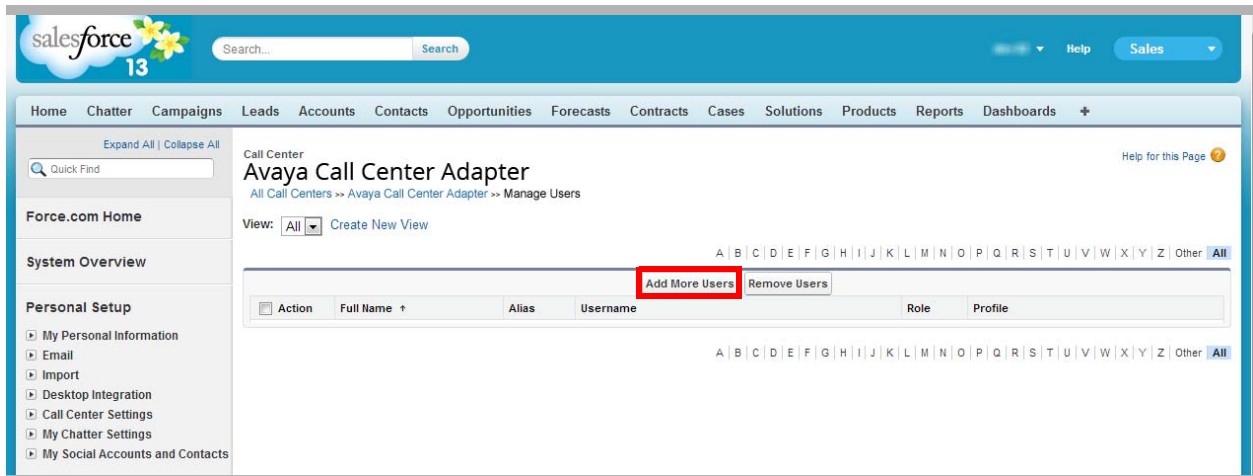 salesforce
13
Search...
Search
Help
Sales
Home Chatter Campaigns Leads Accounts Contacts Opportunities Forecasts Contracts Cases Solutions Products Reports Dashboards +
Expand All | Collapse All
Quick Find
Force.com Home
System Overview
Personal Setup
My Personal Information
Email
Import
Desktop Integration
Call Center Settings
My Chatter Settings
My Social Accounts and Contacts
Call Center
Avaya Call Center Adapter
Help for this Page ?
All Call Centers >> Avaya Call Center Adapter >> Manage Users
View: All Create New View
A | B | C | D | E | F | G | H | I | J | K | L | M | N | O | P | Q | R | S | T | U | V | W | X | Y | Z | Other All
Add More Users Remove Users
Action Full Name ↑ Alias Username Role Profile
A | B | C | D | E | F | G | H | I | J | K | L | M | N | O | P | Q | R | S | T | U | V | W | X | Y | Z | Other All